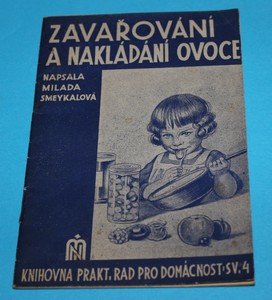 ZAVAŘOVÁNÍ
A NAKLÁDÁNÍ OVOCE
NAPSALA
MILADA
SMEYKALOVÁ
KNIHOVNA PRAKT. RAD PRO DOMÁCNOST · SV. 4